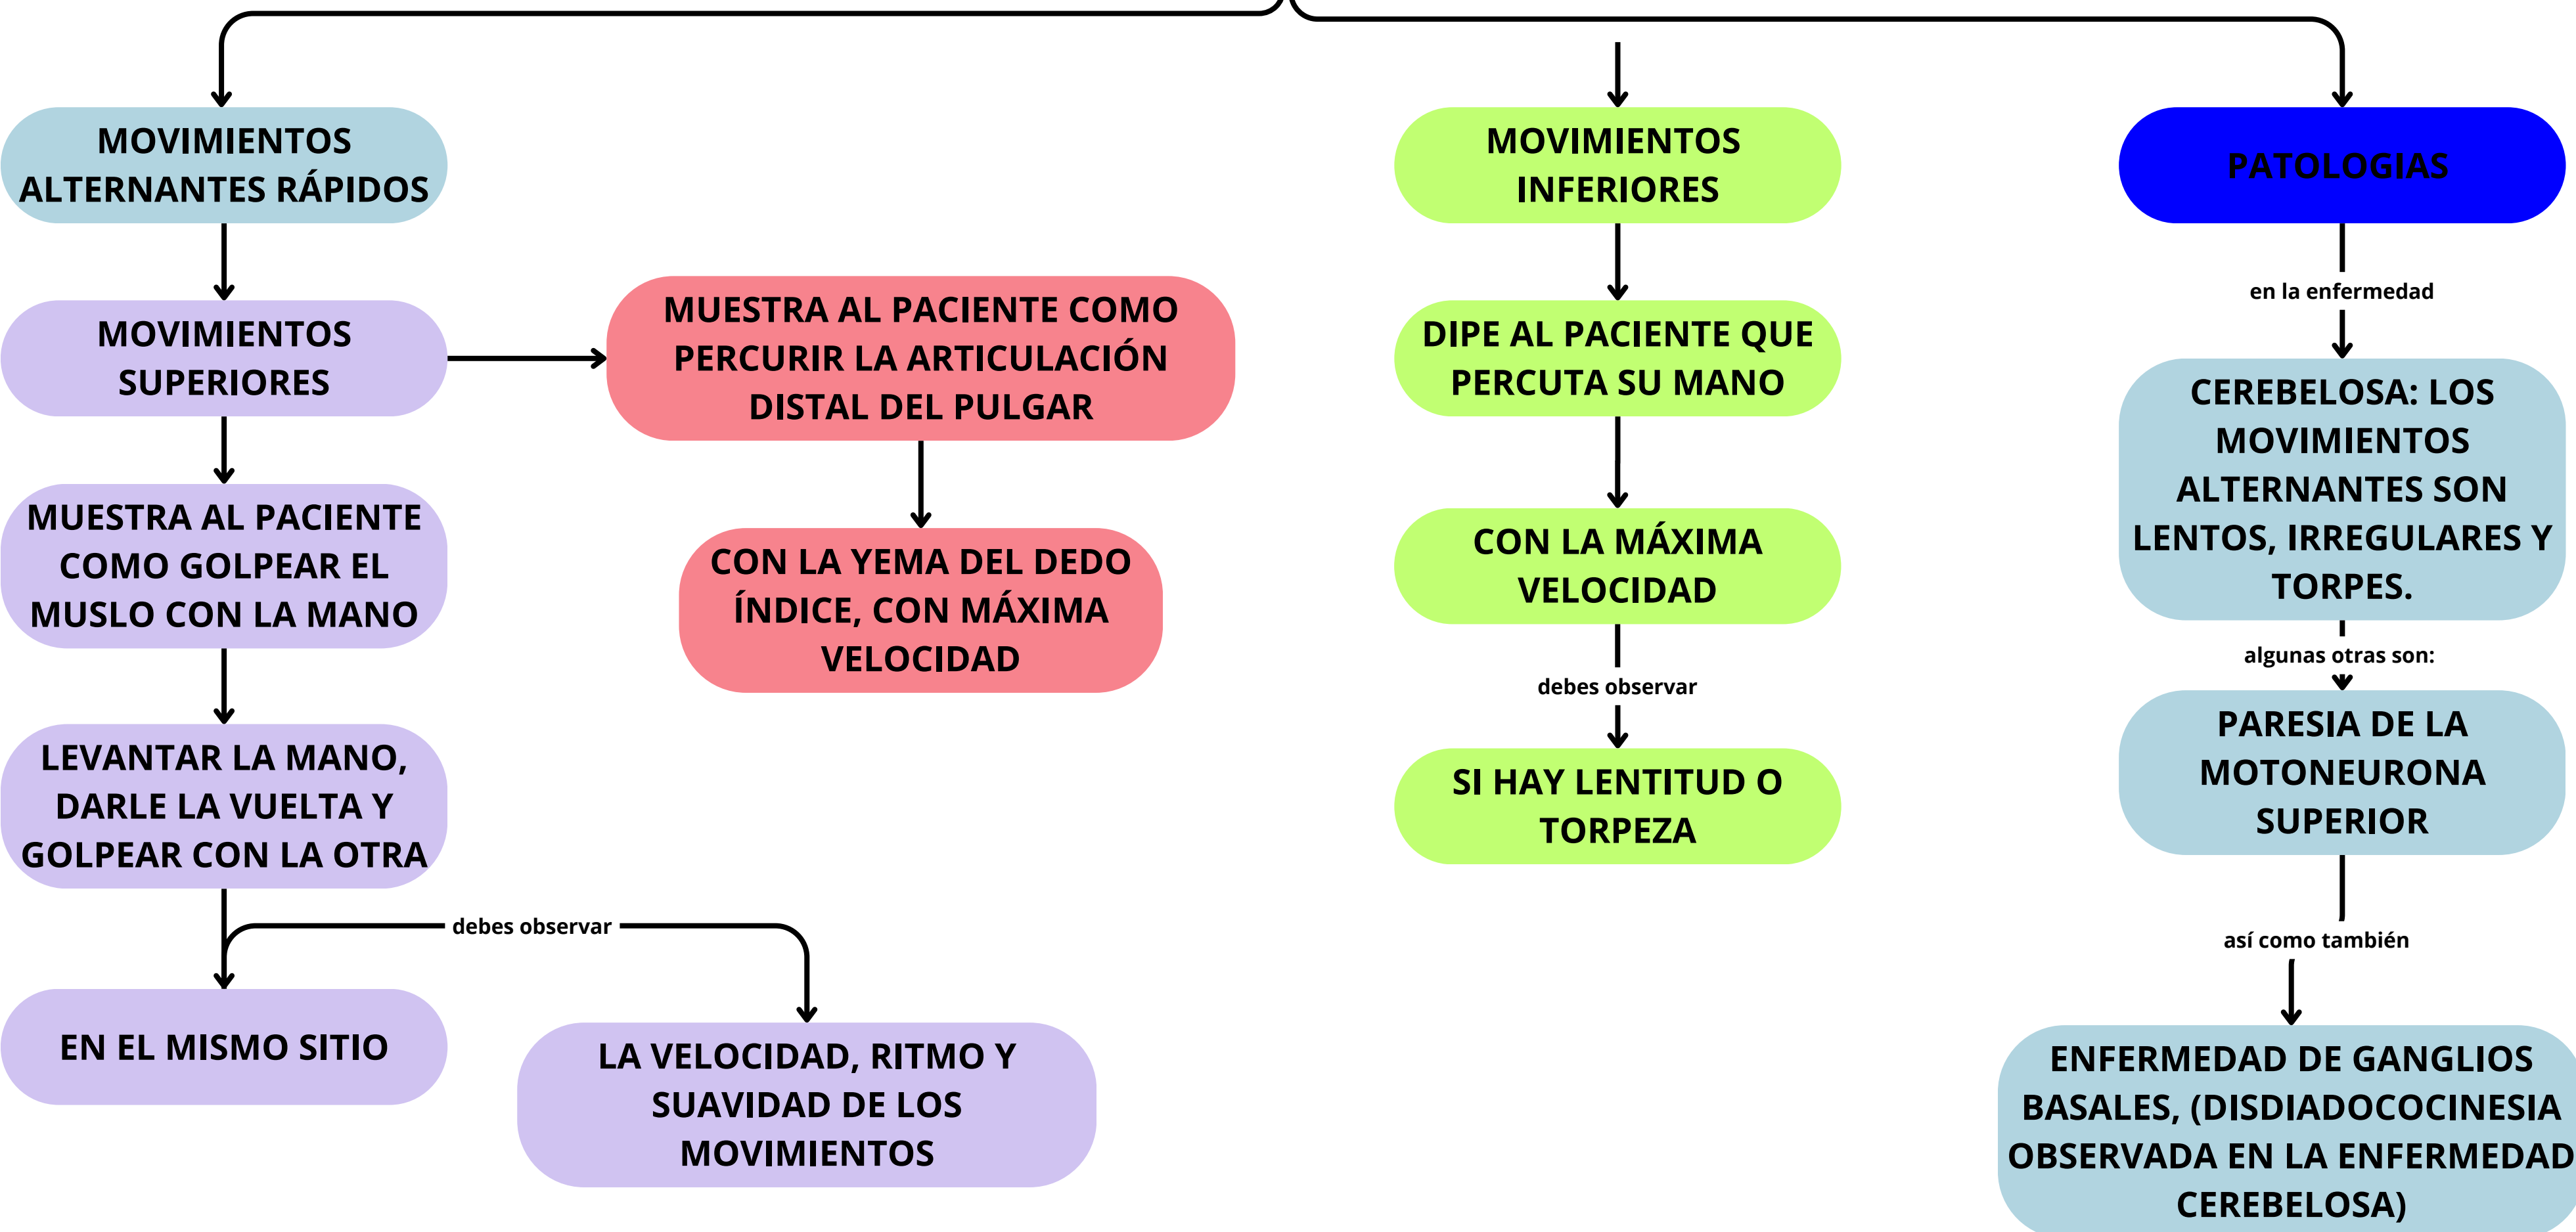 MOVIMIENTOS
ALTERNANTES RÁPIDOS
MOVIMIENTOS
SUPERIORES
MUESTRA AL PACIENTE
COMO GOLPEAR EL
MUSLO CON LA MANO
LEVANTAR LA MANO,
DARLE LA VUELTA Y
GOLPEAR CON LA OTRA
debes observar
EN EL MISMO SITIO
LA VELOCIDAD, RITMO Y
SUAVIDAD DE LOS
MOVIMIENTOS
MUESTRA AL PACIENTE COMO
PERCURIR LA ARTICULACIÓN
DISTAL DEL PULGAR
CON LA YEMA DEL DEDO
ÍNDICE, CON MÁXIMA
VELOCIDAD
MOVIMIENTOS
INFERIORES
DIPE AL PACIENTE QUE
PERCUTA SU MANO
CON LA MÁXIMA
VELOCIDAD
debes observar
SI HAY LENTITUD O
TORPEZA
PATOLOGIAS
en la enfermedad
CEREBELOSA: LOS
MOVIMIENTOS
ALTERNANTES SON
LENTOS, IRREGULARES Y
TORPES.
algunas otras son:
PARESIA DE LA
MOTONEURONA
SUPERIOR
así como también
ENFERMEDAD DE GANGLIOS
BASALES, (DISDIADOCOCINESIA
OBSERVADA EN LA ENFERMEDAD
CEREBELOSA)